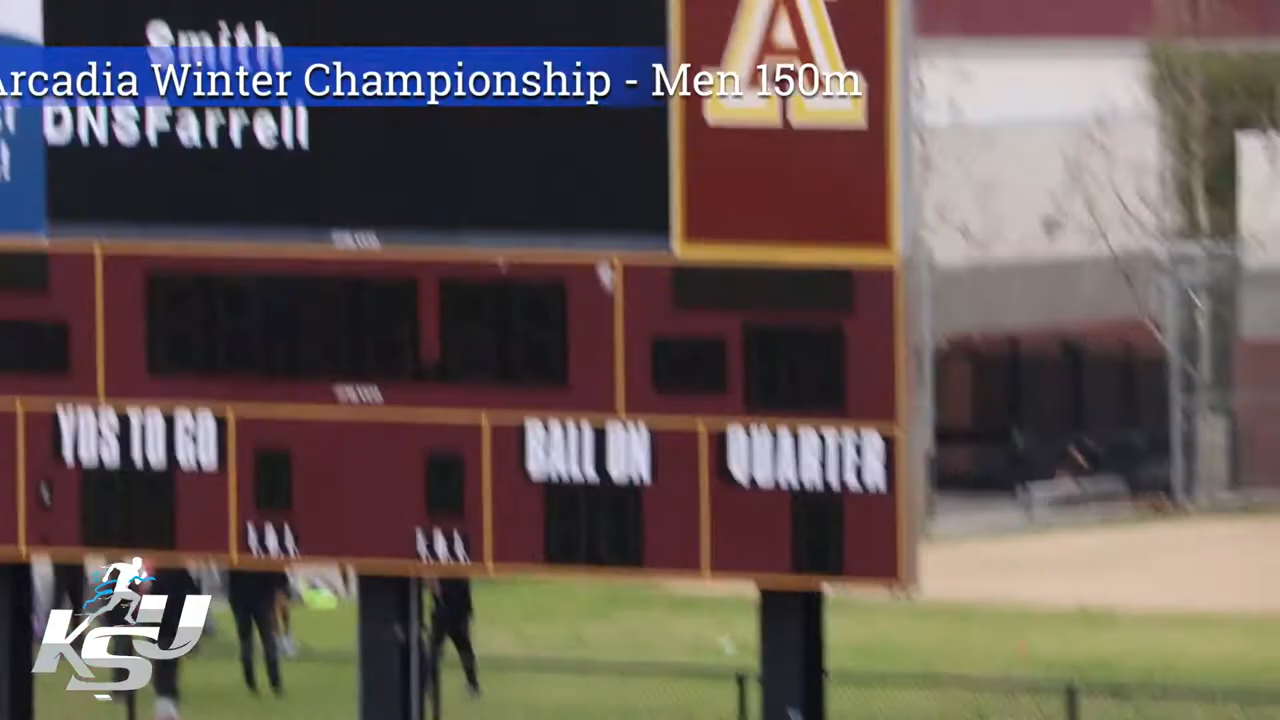 Smith
Arcadia Winter Championship - Men 150m
A
DNSFarrell
YDS TO GO
BALL ON
QUARTER
KSU